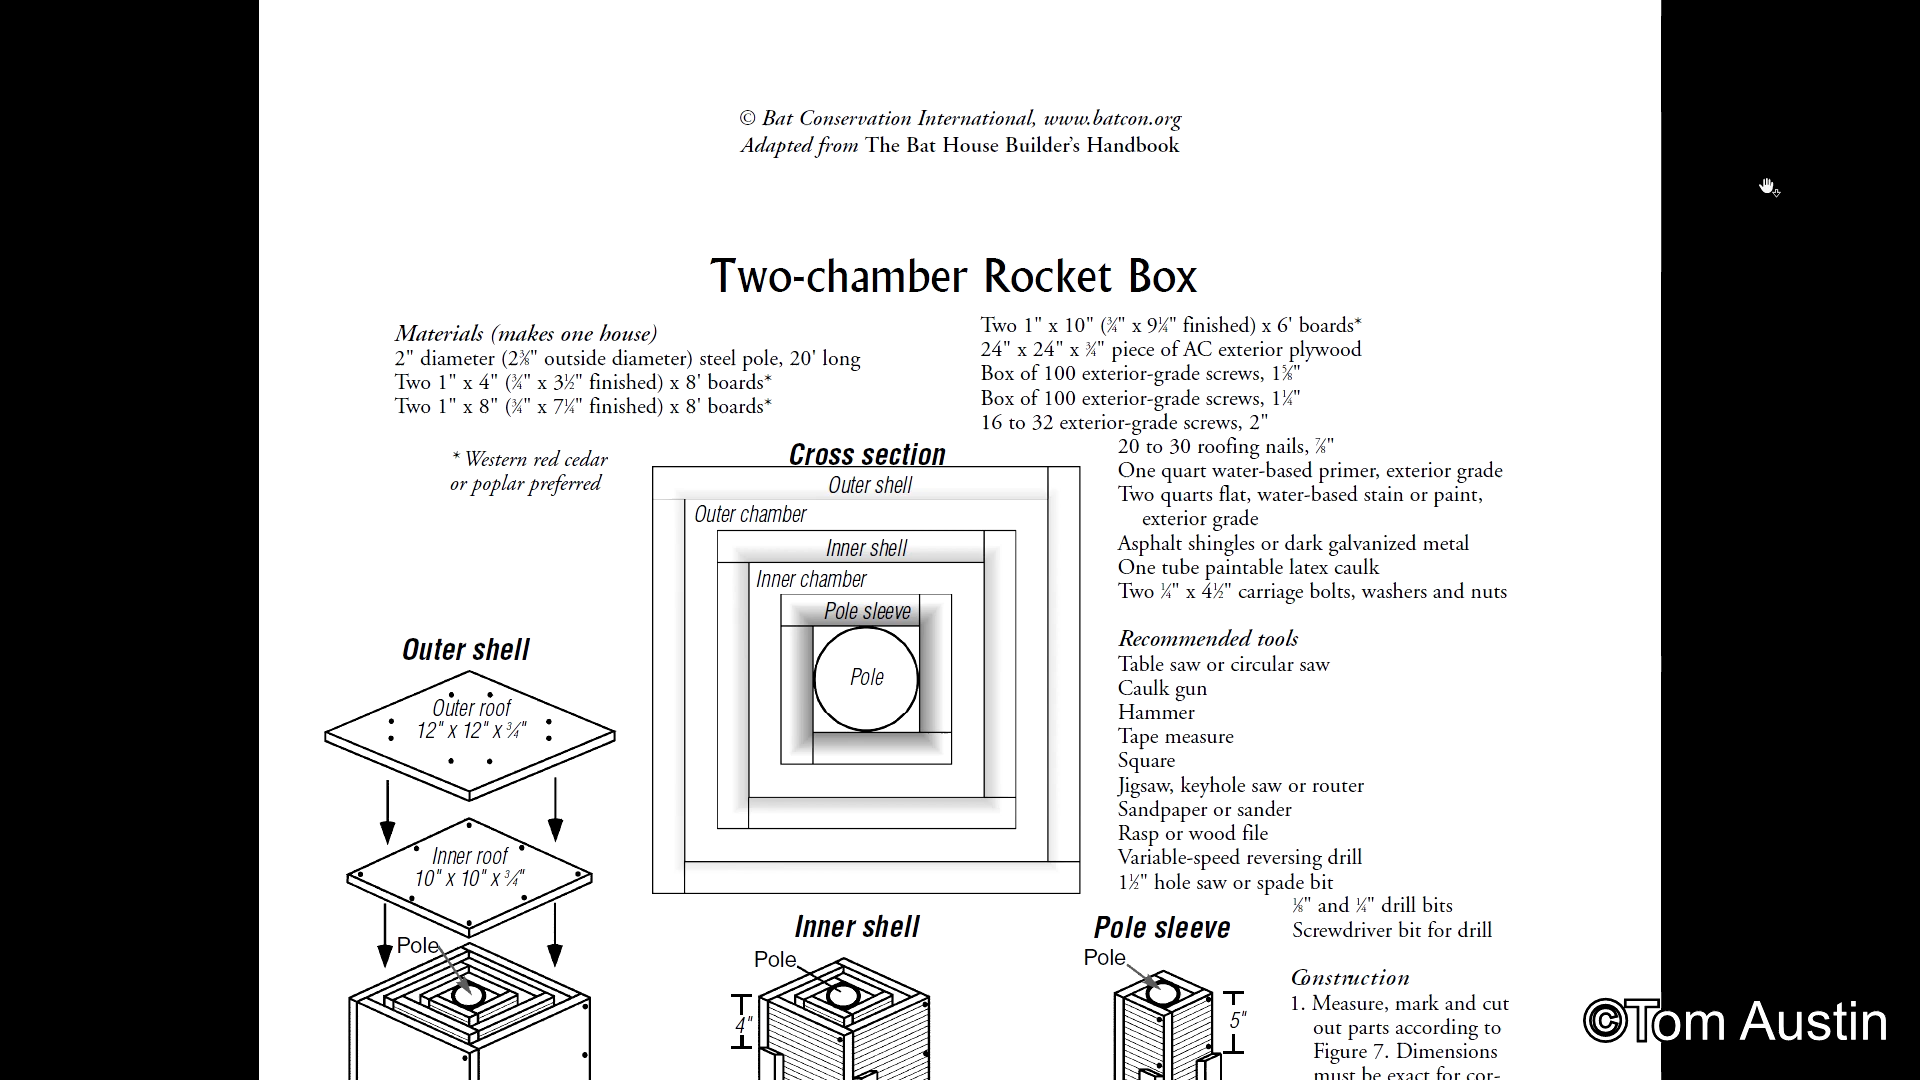 © Bat Conservation International, www.batcon.org
Adapted from The Bat House Builder's Handbook
Two-chamber Rocket Box
Materials (makes one house)
2" diameter (2⅜" outside diameter) steel pole, 20' long
Two 1" x 4" (¾" x 3½" finished) x 8' boards*
Two 1" x 8" (¾" x 7¼" finished) x 8' boards*
* Western red cedar
or poplar preferred
Two 1" x 10" (¾" x 9¼" finished) x 6' boards*
24" x 24" x ¾" piece of AC exterior plywood
Box of 100 exterior-grade screws, 1⅝"
Box of 100 exterior-grade screws, 1¼"
16 to 32 exterior-grade screws, 2"
20 to 30 roofing nails, ⅞"
One quart water-based primer, exterior grade
Two quarts flat, water-based stain or paint,
exterior grade
Asphalt shingles or dark galvanized metal
One tube paintable latex caulk
Two ¼" x 4½" carriage bolts, washers and nuts
Recommended tools
Table saw or circular saw
Caulk gun
Hammer
Tape measure
Square
Jigsaw, keyhole saw or router
Sandpaper or sander
Rasp or wood file
Variable-speed reversing drill
1½" hole saw or spade bit
⅛" and ¼" drill bits
Screwdriver bit for drill
Construction
1. Measure, mark and cut
out parts according to
Figure 7. Dimensions
must be exact for cor-
Cross section
Outer shell
Outer chamber
Inner shell
Inner chamber
Pole sleeve
Pole
Outer shell
Outer roof
12" x 12" x ¾"
Inner roof
10" x 10" x ¾"
Pole
Inner shell
Pole
4"
Pole sleeve
Pole
5"
©Tom Austin